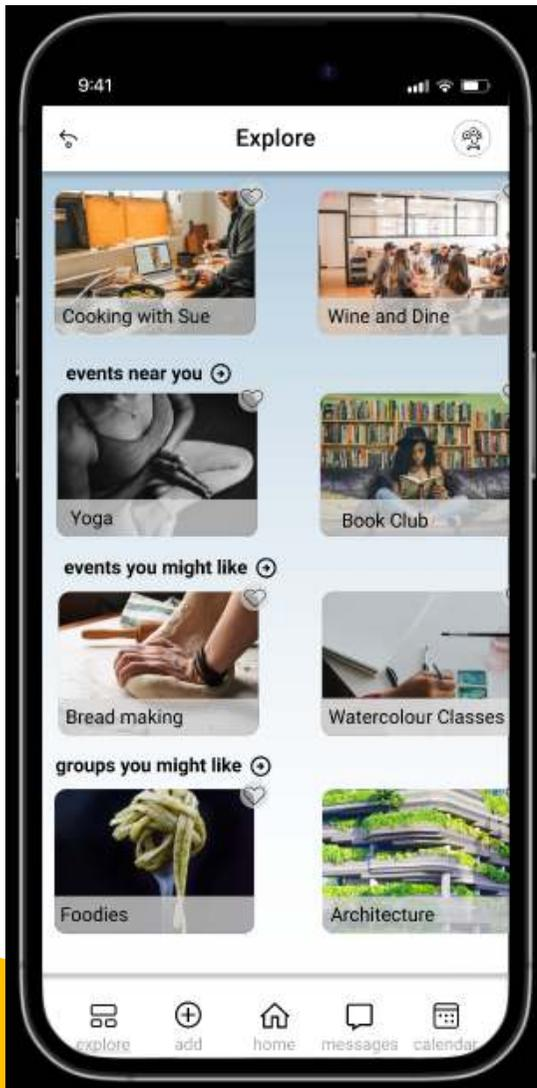 9:41
Explore
Cooking with Sue
Wine and Dine
events near you
Yoga
Book Club
events you might like
Bread making
Watercolour Classes
groups you might like
Foodies
Architecture
explore
add
home
messages
calendar